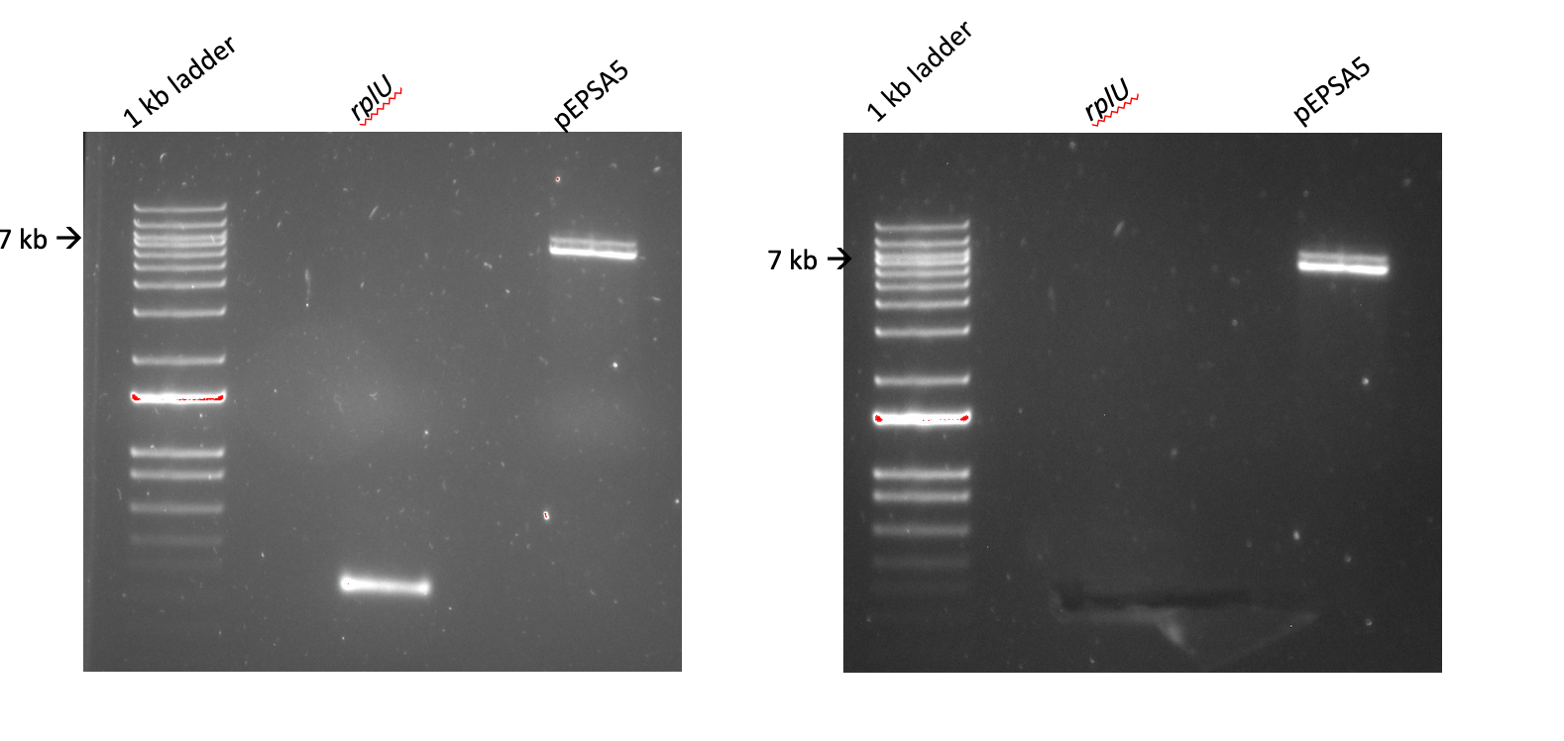 1 kb ladder
rplU
pEPSA5
7 kb →
1 kb ladder
rplU
pEPSA5
7 kb →